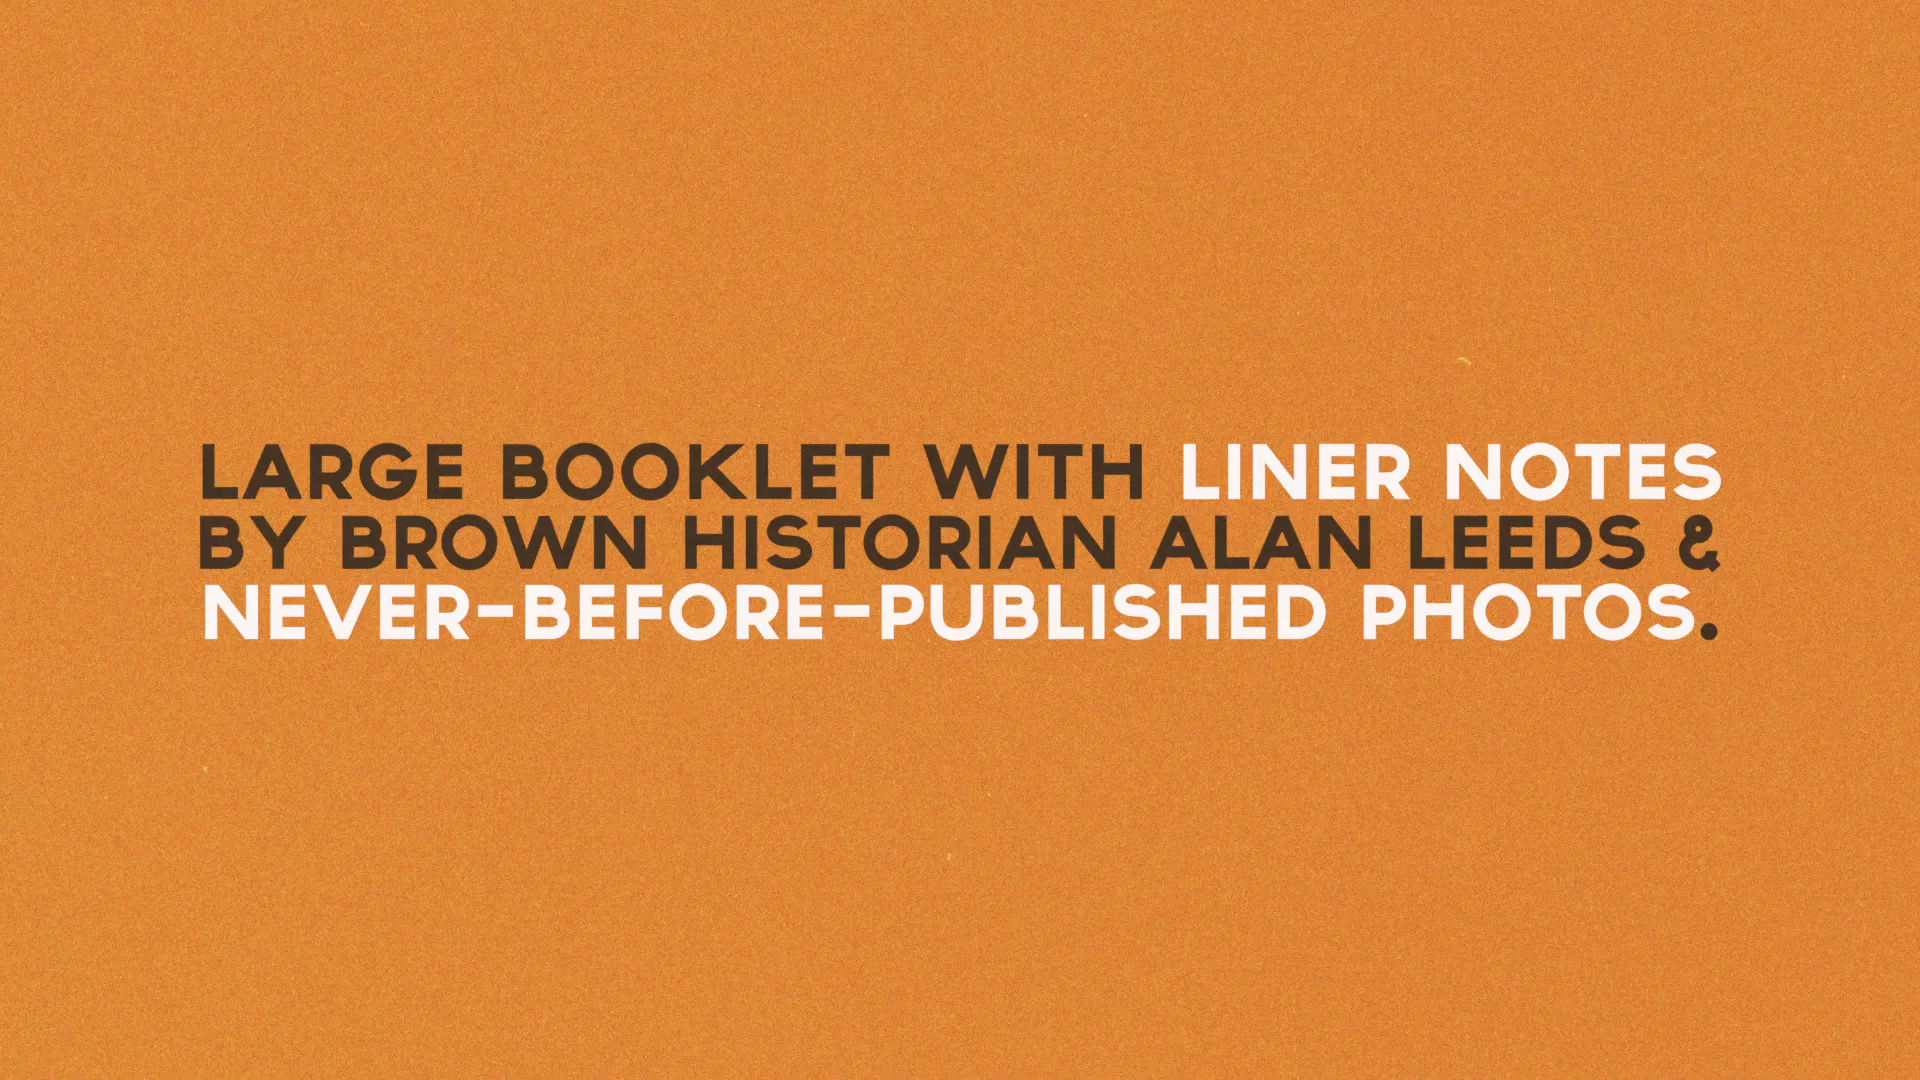 LARGE BOOKLET WITH LINER NOTES
BY BROWN HISTORIAN ALAN LEEDS &
NEVER-BEFORE-PUBLISHED PHOTOS.